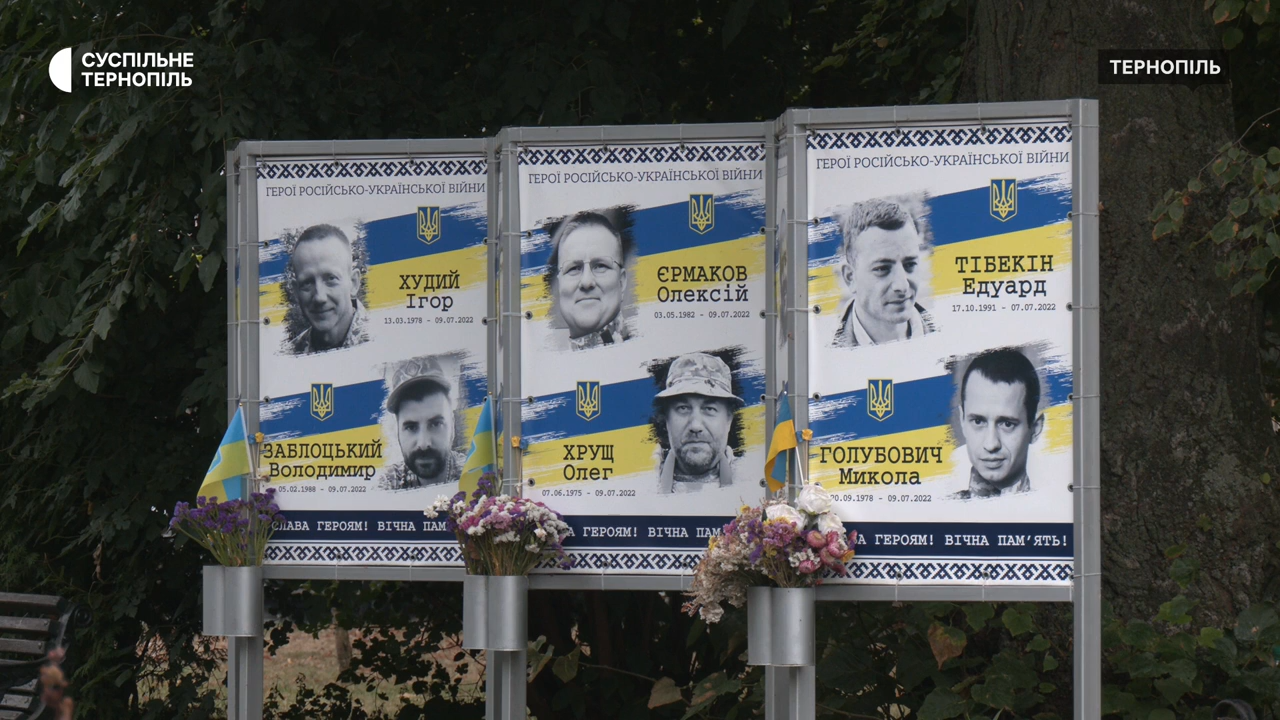 СУСПІЛЬНЕ
ТЕРНОПІЛЬ
ТЕРНОПІЛЬ
ГЕРОЇ РОСІЙСЬКО-УКРАЇНСЬКОЇ ВІЙНИ
ХУДИЙ
Ігор
13.03.1978 - 09.07.2022
ЗАБЛОЦЬКИЙ
Володимир
05.02.1988 - 09.07.2022
СЛАВА ГЕРОЯМ! ВІЧНА
ГЕРОЇ РОСІЙСЬКО-УКРАЇНСЬКОЇ ВІЙНИ
ЄРМАКОВ
Олексій
03.05.1982 - 09.07.2022
ХРУЩ
Олег
07.06.1975 - 09.07.2022
ГЕРОЯМ! ВІЧНА
ГЕРОЇ РОСІЙСЬКО-УКРАЇНСЬКОЇ ВІЙНИ
ТІБЕКІН
Едуард
17.10.1991 - 07.07.2022
ГОЛУБОВИЧ
Микола
20.09.1978 - 09.07.2022
ГЕРОЯМ! ВІЧНА ПАМ'ЯТЬ!